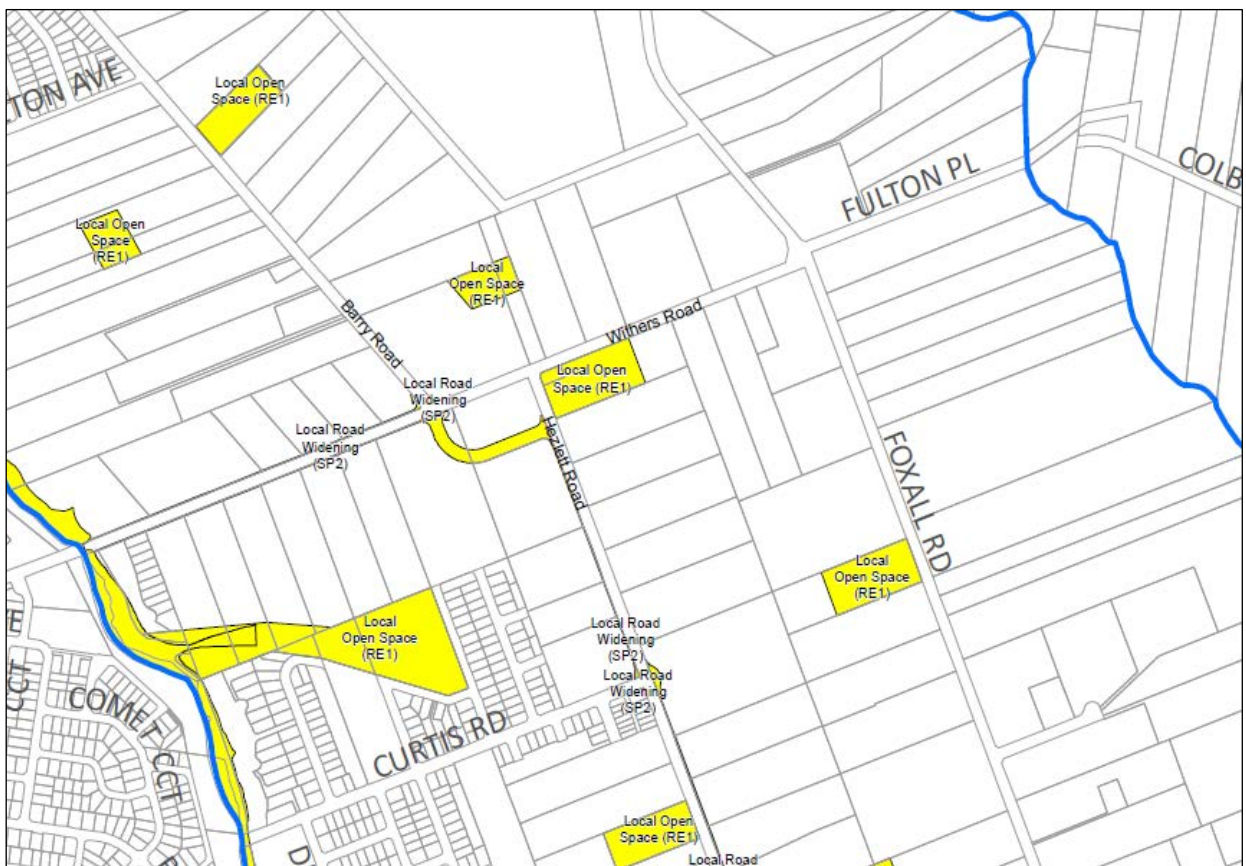 LTON AVE
Local Open
Space (RE1)
COLB
FULTON PL
Local Open
Space
(RE1)
Local
Open Space
(RE1)
Barry Road
Withers Road
Local Open
Space (RE1)
Local Road
Widening
(SP2)
Local Road
Widening
(SP2)
Hezlett Road
FOXALL RD
Local
Open Space
(RE1)
Local
Open Space
(RE1)
Local Road
Widening
(SP2)
Local Road
Widening
(SP2)
VE
CCT
COMET CCT
CURTIS RD
Local Open
Space (RE1)
Local Road